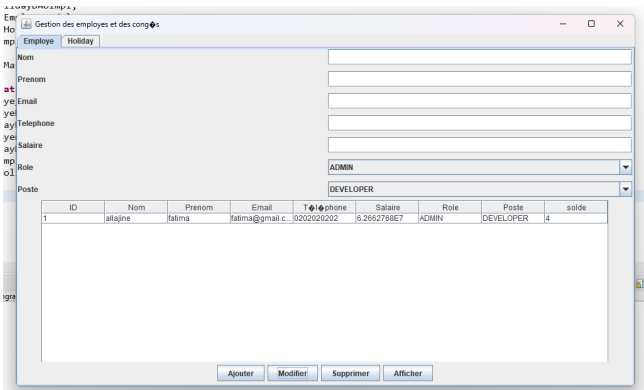 Gestion des employes et des cong�s
Employe Holiday
Nom
Prenom
Email
Telephone
Salaire
Role ADMIN
Poste DEVELOPER
ID Nom Prenom Email T�l�phone Salaire Role Poste solde
1 allajine fatima fatima@gmail.c... 0202020202 6.2662768E7 ADMIN DEVELOPER 4
Ajouter Modifier Supprimer Afficher